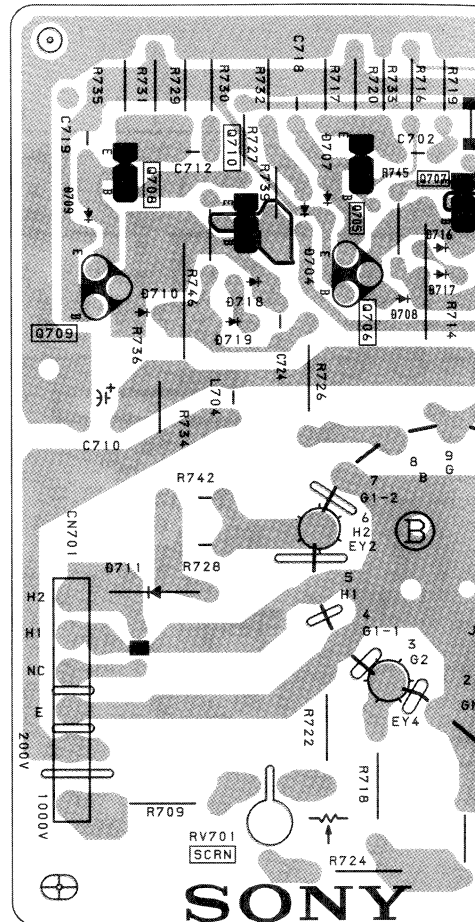 R735
R731
R729
R730
R732
C718
R717
R720
R733
R716
R719
C719
E
B
Q708
C712
Q710
R727
R739
D707
E
B
C702
R745
Q707
D709
Q705
D716
E
B
D710
R746
D718
D704
E
B
D717
D708
R714
Q709
R736
D719
C724
Q706
+
R726
L704
R734
C710
9
G
8
B
7
G1-2
R742
6
H2
EY2
B
CN701
D711
R728
5
H1
H2
H1
4
G1-1
NC
3
G2
2
E
R722
EY4
200V
1000V
R709
R718
RV701
SCRN
R724
SONY